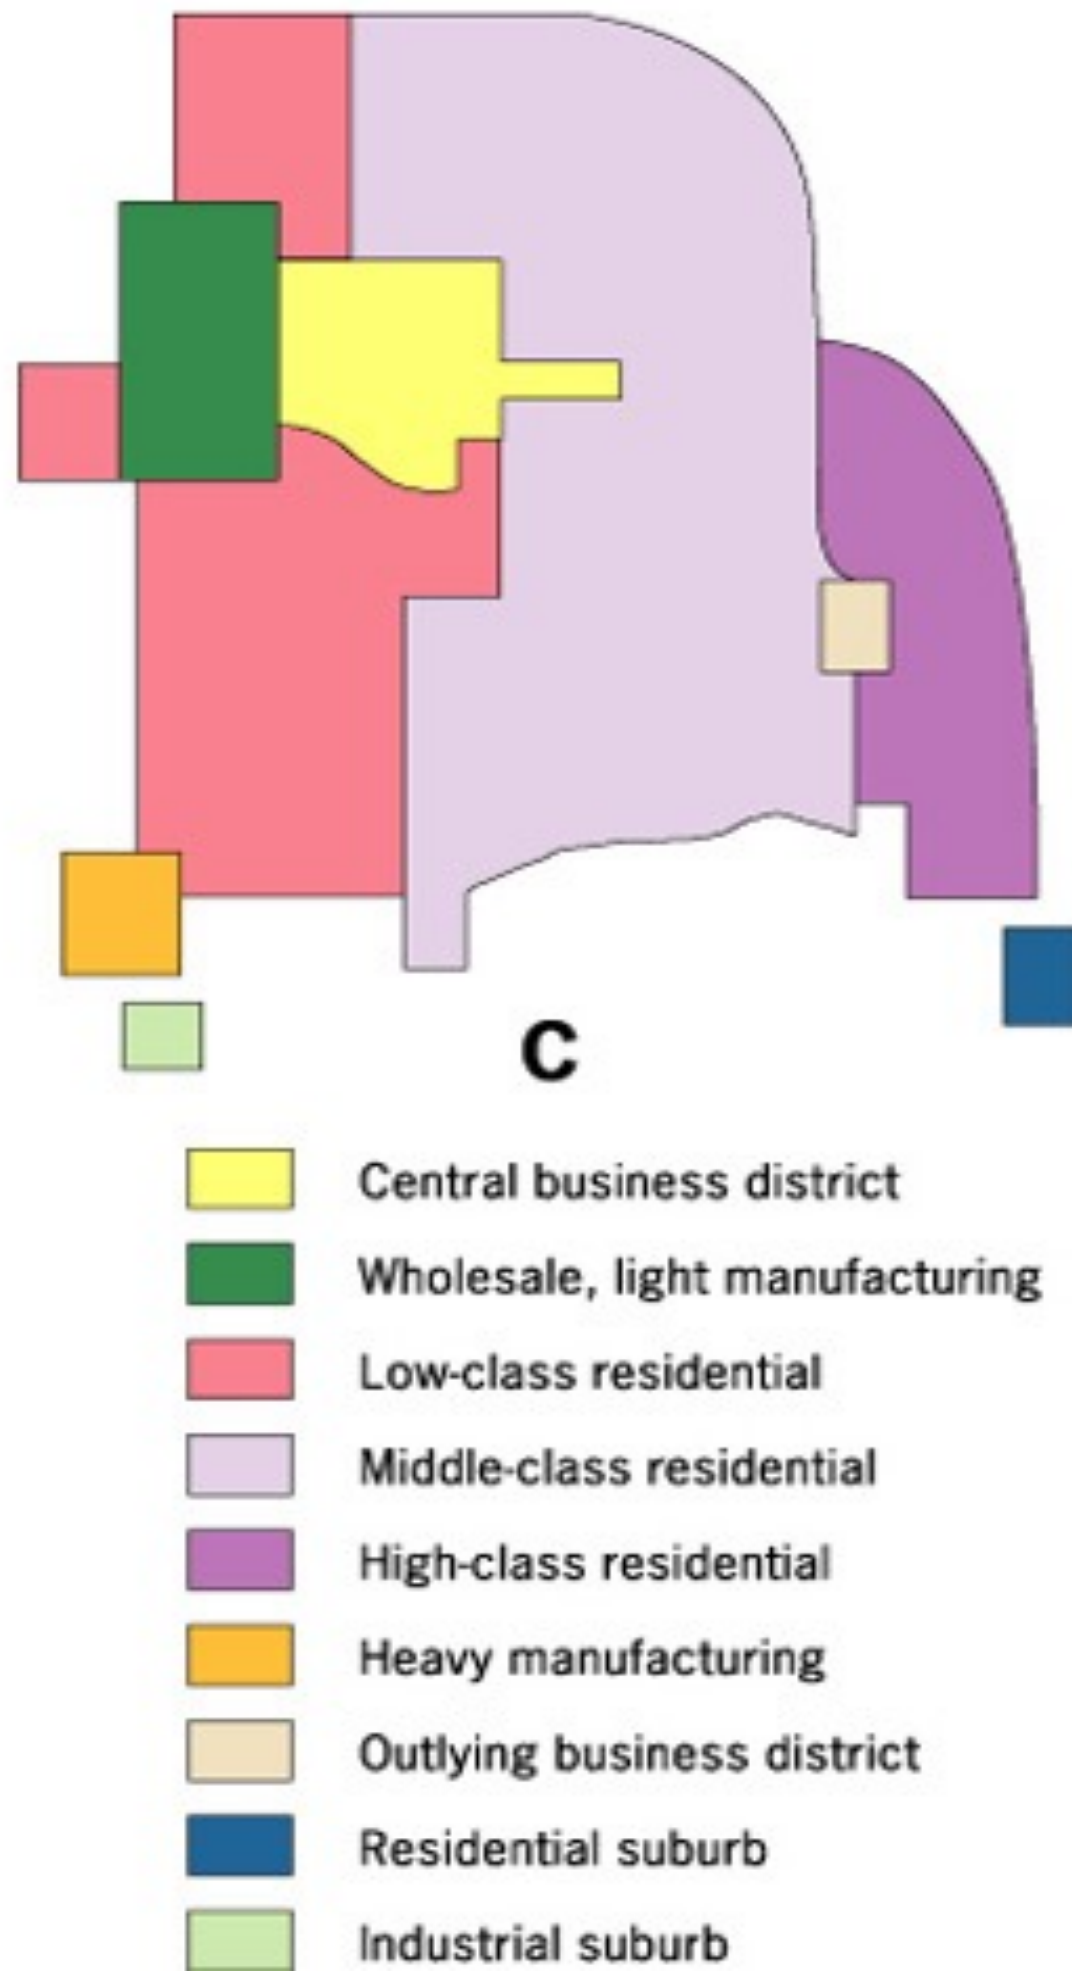 C
Central business district
Wholesale, light manufacturing
Low-class residential
Middle-class residential
High-class residential
Heavy manufacturing
Outlying business district
Residential suburb
Industrial suburb